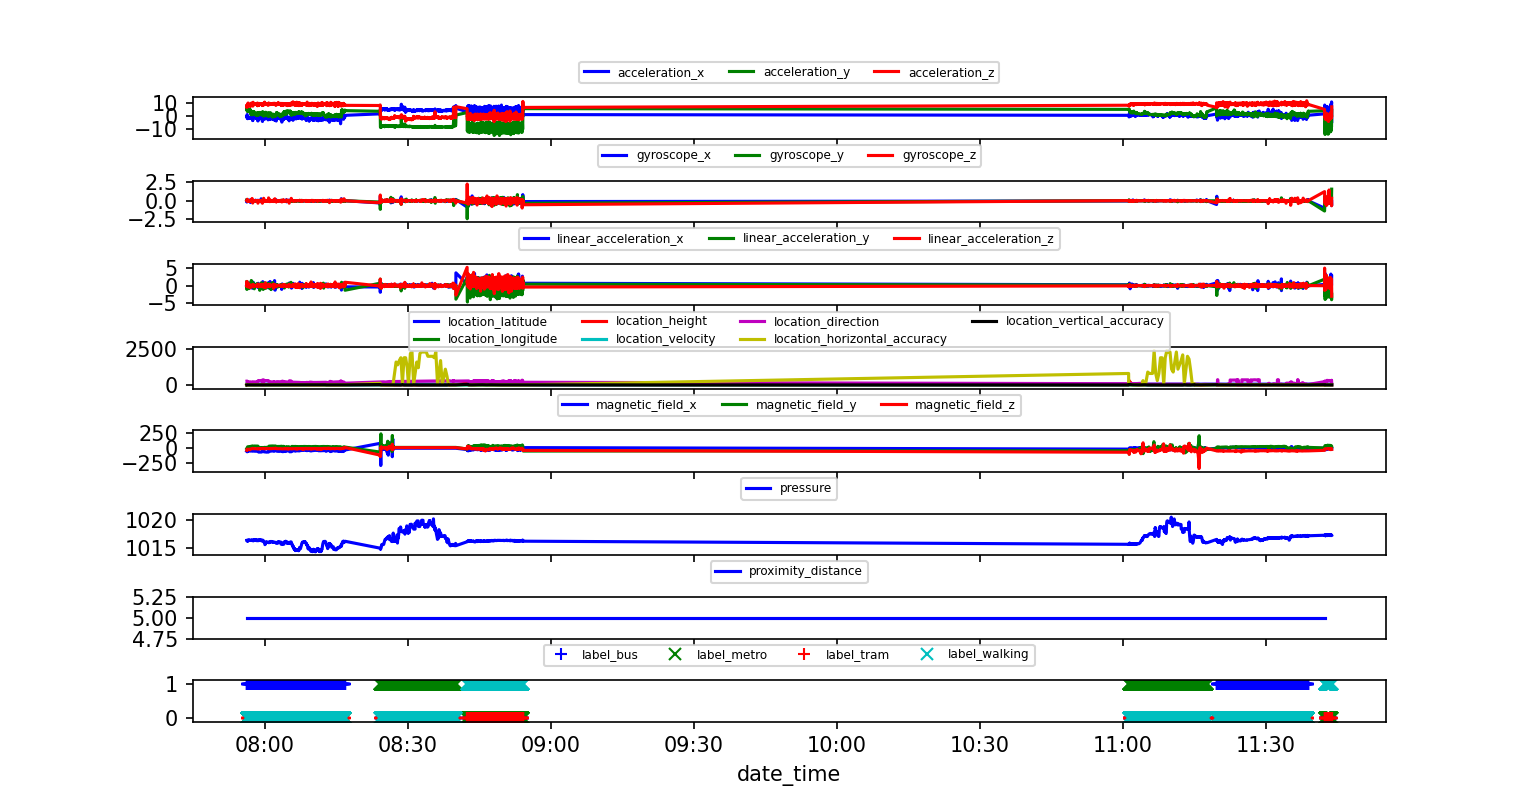 acceleration_x acceleration_y acceleration_z
10
0
−10
gyroscope_x gyroscope_y gyroscope_z
2.5
0.0
−2.5
linear_acceleration_x linear_acceleration_y linear_acceleration_z
5
0
−5
location_latitude location_height location_direction location_vertical_accuracy
location_longitude location_velocity location_horizontal_accuracy
2500
0
magnetic_field_x magnetic_field_y magnetic_field_z
250
0
−250
pressure
1020
1015
proximity_distance
5.25
5.00
4.75
label_bus label_metro label_tram label_walking
1
0
08:00 08:30 09:00 09:30 10:00 10:30 11:00 11:30
date_time